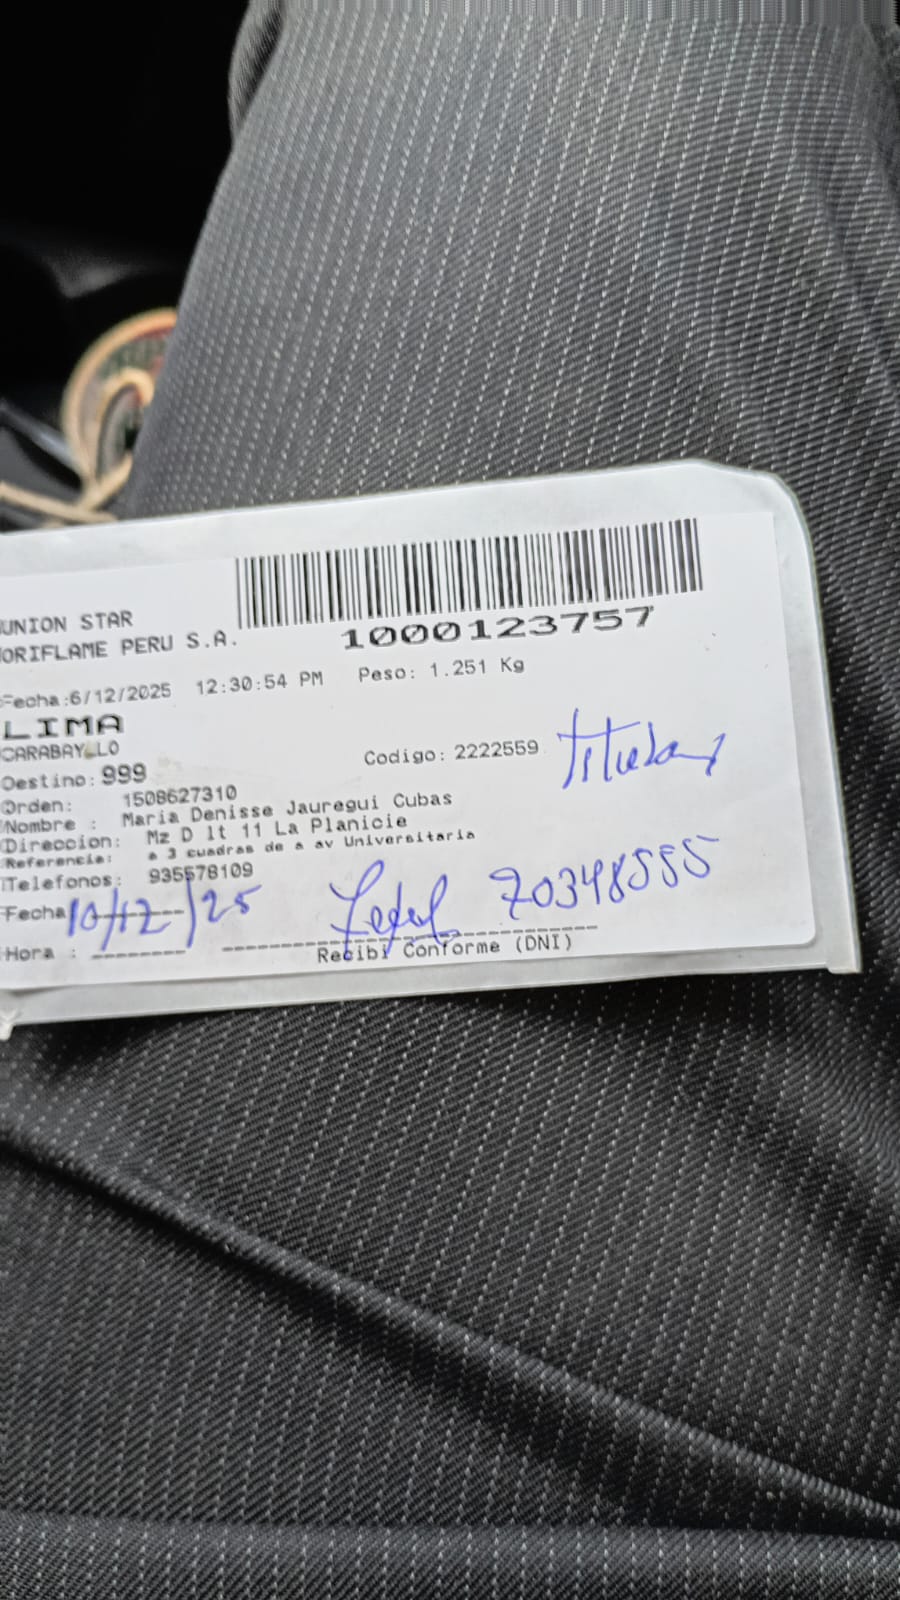 UNION STAR
ORIFLAME PERU S.A.
1000123757
Fecha:6/12/2025 12:30:54 PM Peso: 1.251 Kg
LIMA
CARABAYLLO
Codigo: 2222559 titular
Destino: 999
Orden: 1508627310
Nombre : Maria Denisse Jauregui Cubas
Direccion: Mz D lt 11 La Planicie
Referencia: a 3 cuadras de a av Universitaria
Telefonos: 935578109
Fecha 10/12/25 70348555
Hora :
Recibi Conforme (DNI)